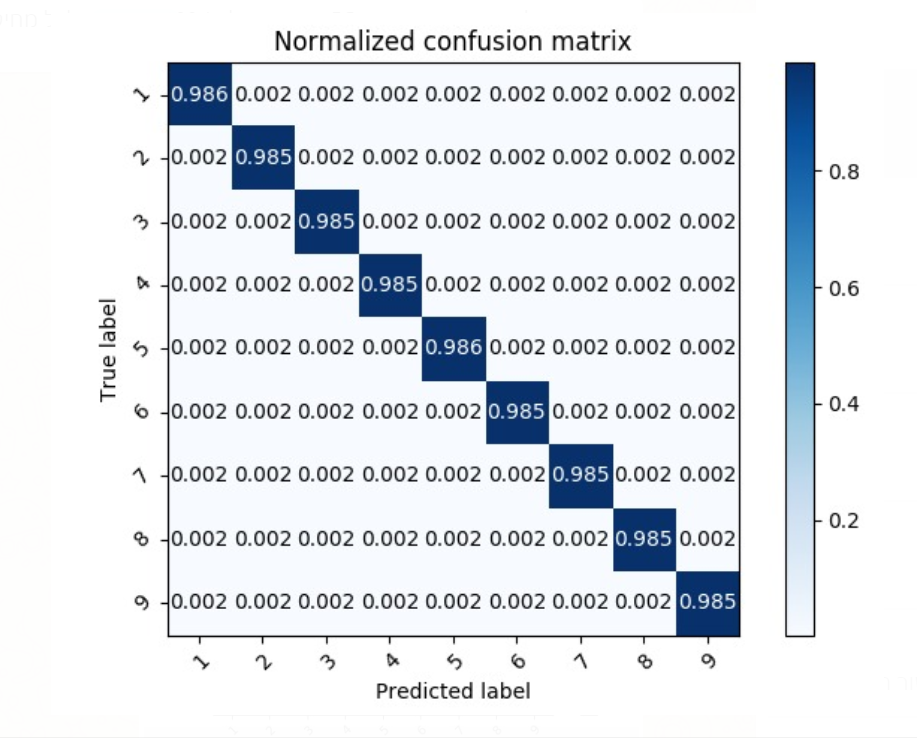 Normalized confusion matrix
1 0.986 0.002 0.002 0.002 0.002 0.002 0.002 0.002 0.002
2 0.002 0.985 0.002 0.002 0.002 0.002 0.002 0.002 0.002
3 0.002 0.002 0.985 0.002 0.002 0.002 0.002 0.002 0.002
4 0.002 0.002 0.002 0.985 0.002 0.002 0.002 0.002 0.002
5 0.002 0.002 0.002 0.002 0.986 0.002 0.002 0.002 0.002
6 0.002 0.002 0.002 0.002 0.002 0.985 0.002 0.002 0.002
7 0.002 0.002 0.002 0.002 0.002 0.002 0.985 0.002 0.002
8 0.002 0.002 0.002 0.002 0.002 0.002 0.002 0.985 0.002
9 0.002 0.002 0.002 0.002 0.002 0.002 0.002 0.002 0.985
1 2 3 4 5 6 7 8 9
True label
Predicted label
0.8
0.6
0.4
0.2